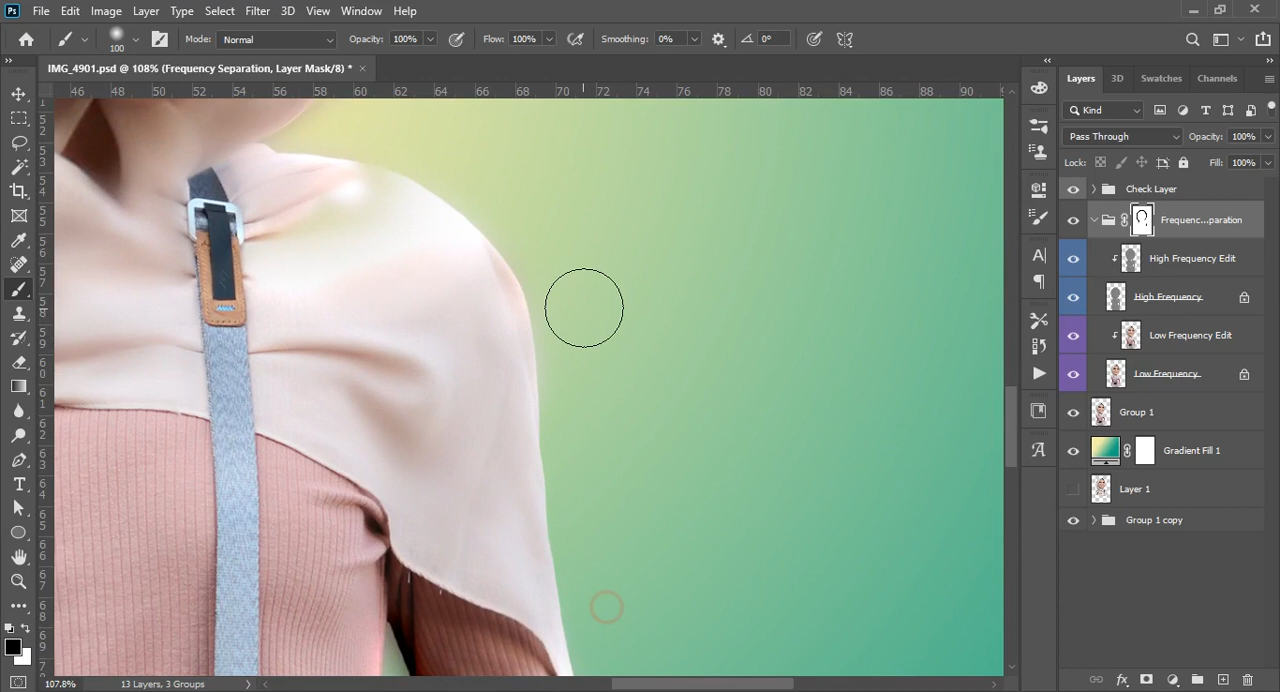 Ps File Edit Image Layer Type Select Filter 3D View Window Help
100 Mode: Normal Opacity: 100% Flow: 100% Smoothing: 0% 0°
IMG_4901.psd @ 108% (Frequency Separation, Layer Mask/8) * ×
46 48 50 52 54 56 58 60 62 64 66 68 70 72 74 76 78 80 82 84 86 88 90
Layers 3D Swatches Channels
Kind
Pass Through Opacity: 100%
Lock: Fill: 100%
Check Layer
Frequenc...paration
High Frequency Edit
High Frequency
Low Frequency Edit
Low Frequency
Group 1
Gradient Fill 1
Layer 1
Group 1 copy
107.8% 13 Layers, 3 Groups